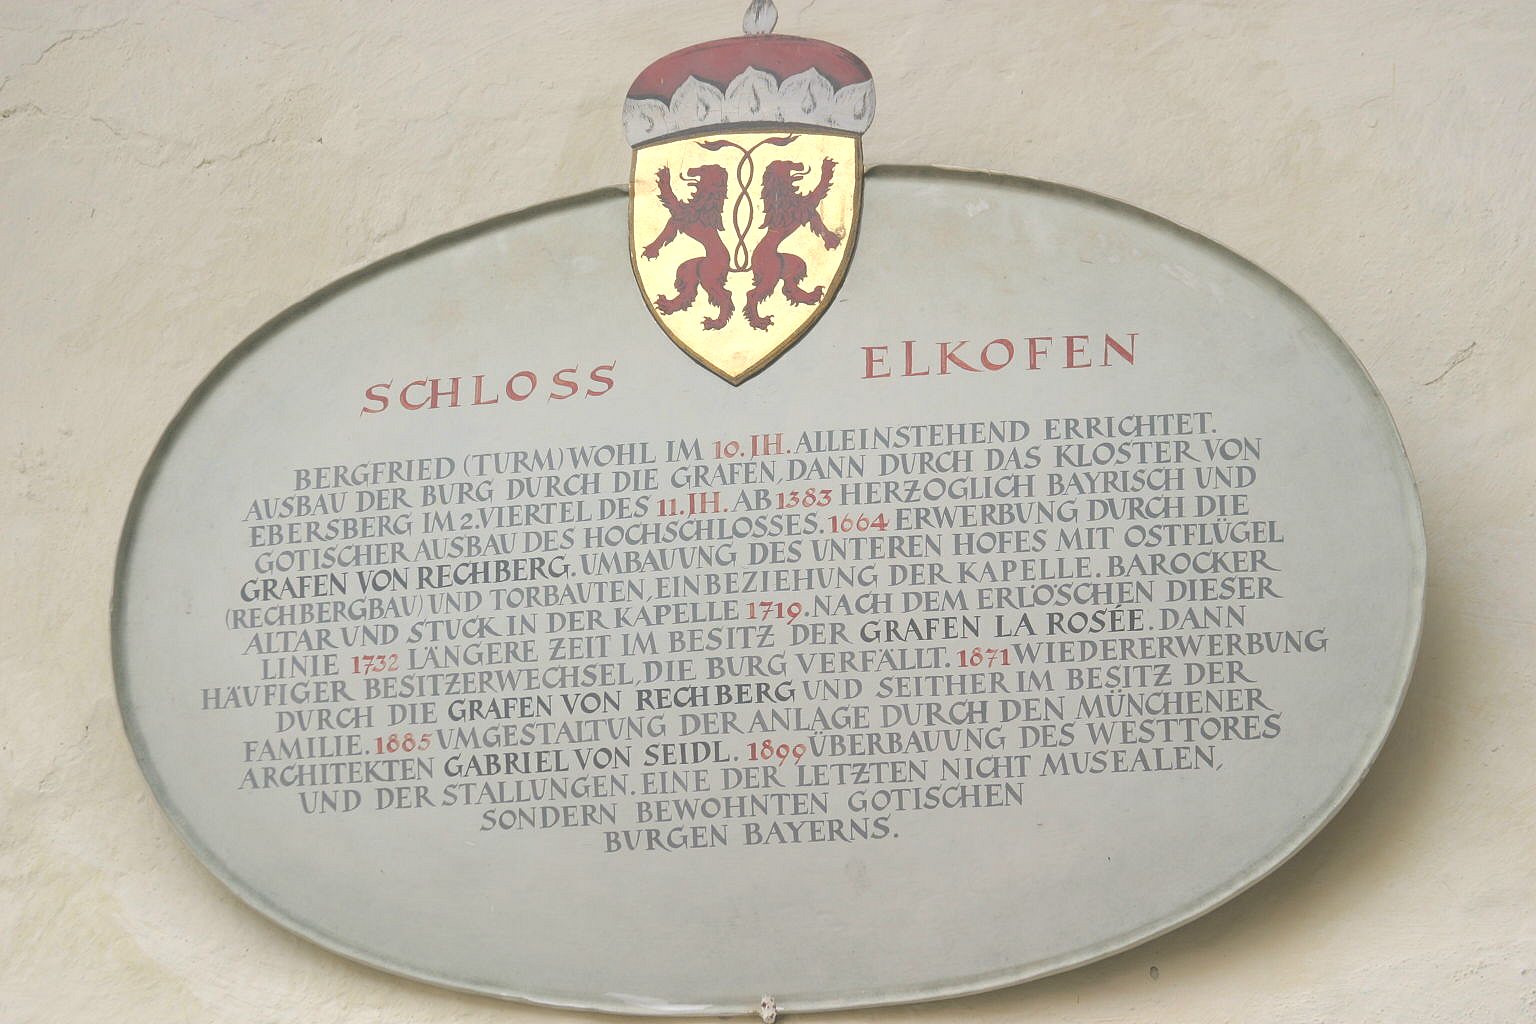 SCHLOSS ELKOFEN
BERGFRIED (TURM) WOHL IM 10. JH. ALLEINSTEHEND ERRICHTET.
AUSBAU DER BURG DURCH DIE GRAFEN, DANN DURCH DAS KLOSTER VON
EBERSBERG IM 2. VIERTEL DES 11. JH. AB 1383 HERZOGLICH BAYRISCH UND
GOTISCHER AUSBAU DES HOCHSCHLOSSES. 1664 ERWERBUNG DURCH DIE
GRAFEN VON RECHBERG. UMBAUUNG DES UNTEREN HOFES MIT OSTFLÜGEL
(RECHBERGBAU) UND TORBAUTEN, EINBEZIEHUNG DER KAPELLE. BAROCKER
ALTAR UND STUCK IN DER KAPELLE 1719. NACH DEM ERLÖSCHEN DIESER
LINIE 1732 LÄNGERE ZEIT IM BESITZ DER GRAFEN LA ROSÉE. DANN
HÄUFIGER BESITZERWECHSEL, DIE BURG VERFÄLLT. 1871 WIEDERERWERBUNG
DURCH DIE GRAFEN VON RECHBERG UND SEITHER IM BESITZ DER
FAMILIE. 1885 UMGESTALTUNG DER ANLAGE DURCH DEN MÜNCHENER
ARCHITEKTEN GABRIEL VON SEIDL. 1899 ÜBERBAUUNG DES WESTTORES
UND DER STALLUNGEN. EINE DER LETZTEN NICHT MUSEALEN,
SONDERN BEWOHNTEN GOTISCHEN
BURGEN BAYERNS.